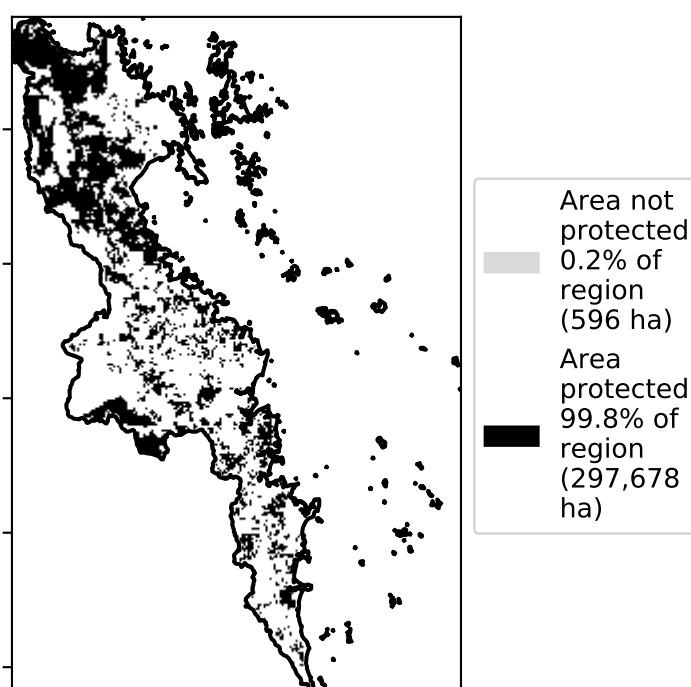 Area not
protected
0.2% of
region
(596 ha)
Area
protected
99.8% of
region
(297,678
ha)